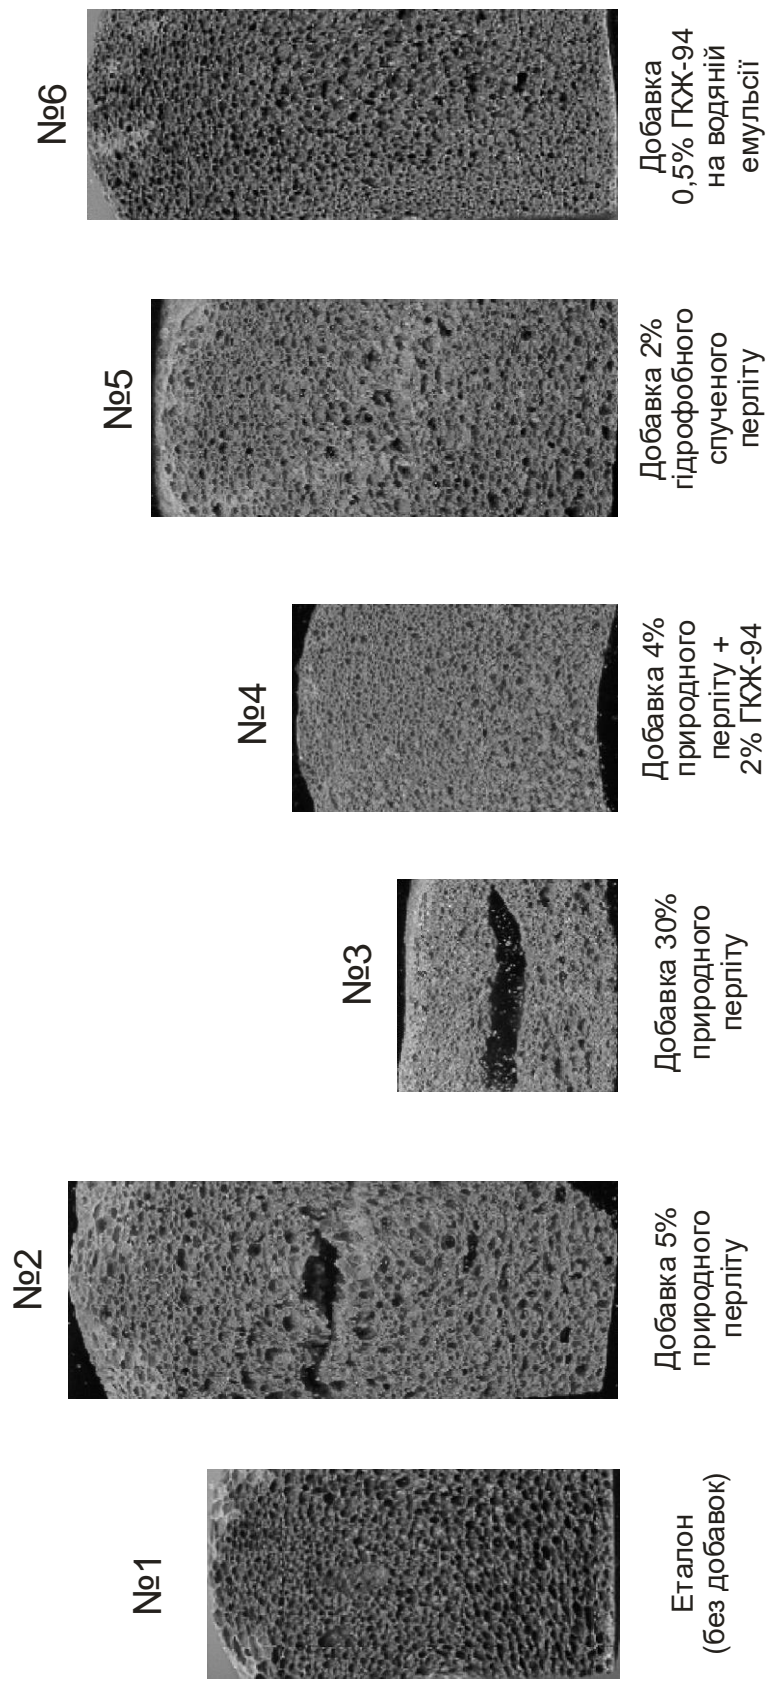 №1
Еталон
(без добавок)
№2
Добавка 5%
природного
перліту
№3
Добавка 30%
природного
перліту
№4
Добавка 4%
природного
перліту +
2% ГКЖ-94
№5
Добавка 2%
гідрофобного
спученого
перліту
№6
Добавка
0,5% ГКЖ-94
на водяній
емульсії